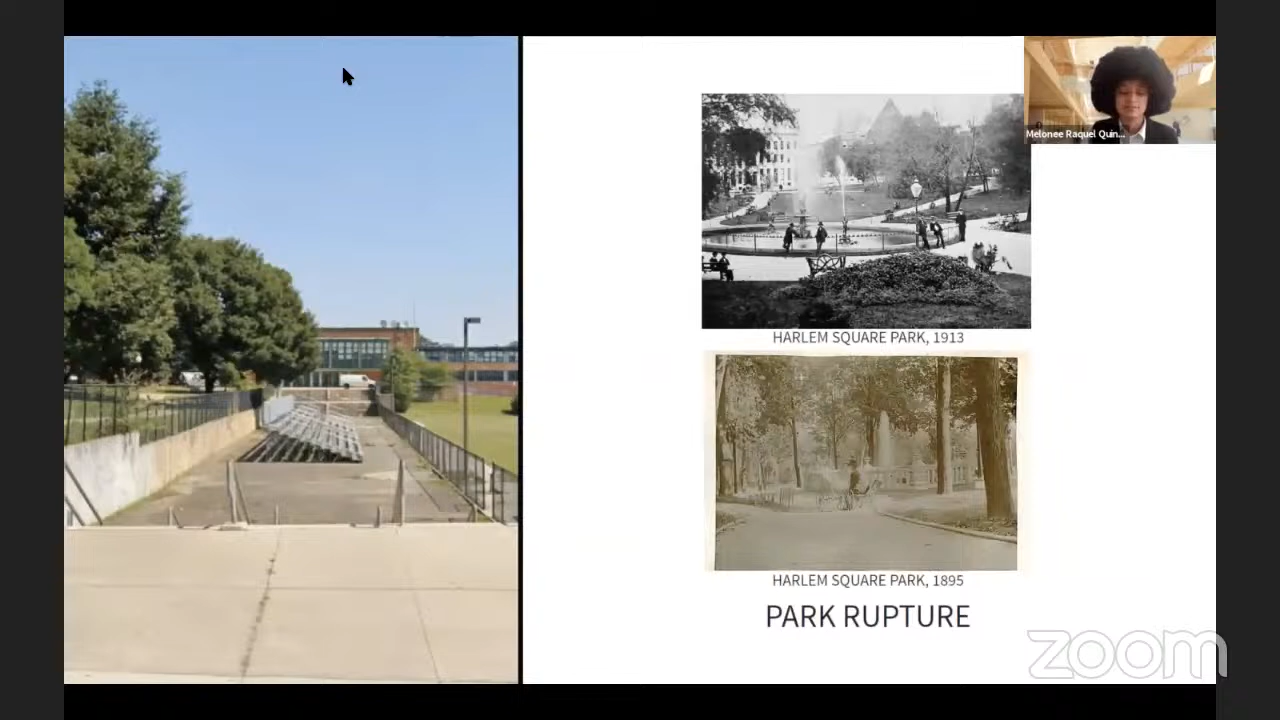 Melonee Raquel Quin...
HARLEM SQUARE PARK, 1913
HARLEM SQUARE PARK, 1895
PARK RUPTURE
zoom